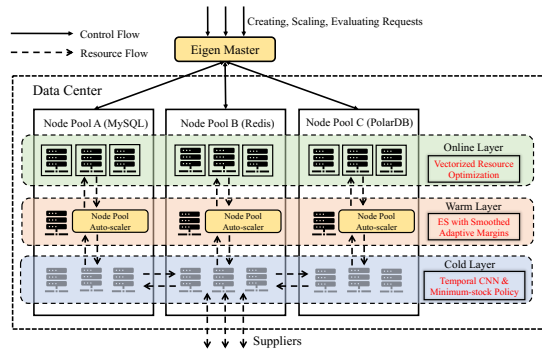 Control Flow
Resource Flow
Creating, Scaling, Evaluating Requests
Eigen Master
Data Center
Node Pool A (MySQL)
Node Pool B (Redis)
Node Pool C (PolarDB)
Online Layer
Vectorized Resource
Optimization
Warm Layer
ES with Smoothed
Adaptive Margins
Node Pool
Auto-scaler
Node Pool
Auto-scaler
Node Pool
Auto-scaler
Cold Layer
Temporal CNN &
Minimum-stock Policy
Suppliers